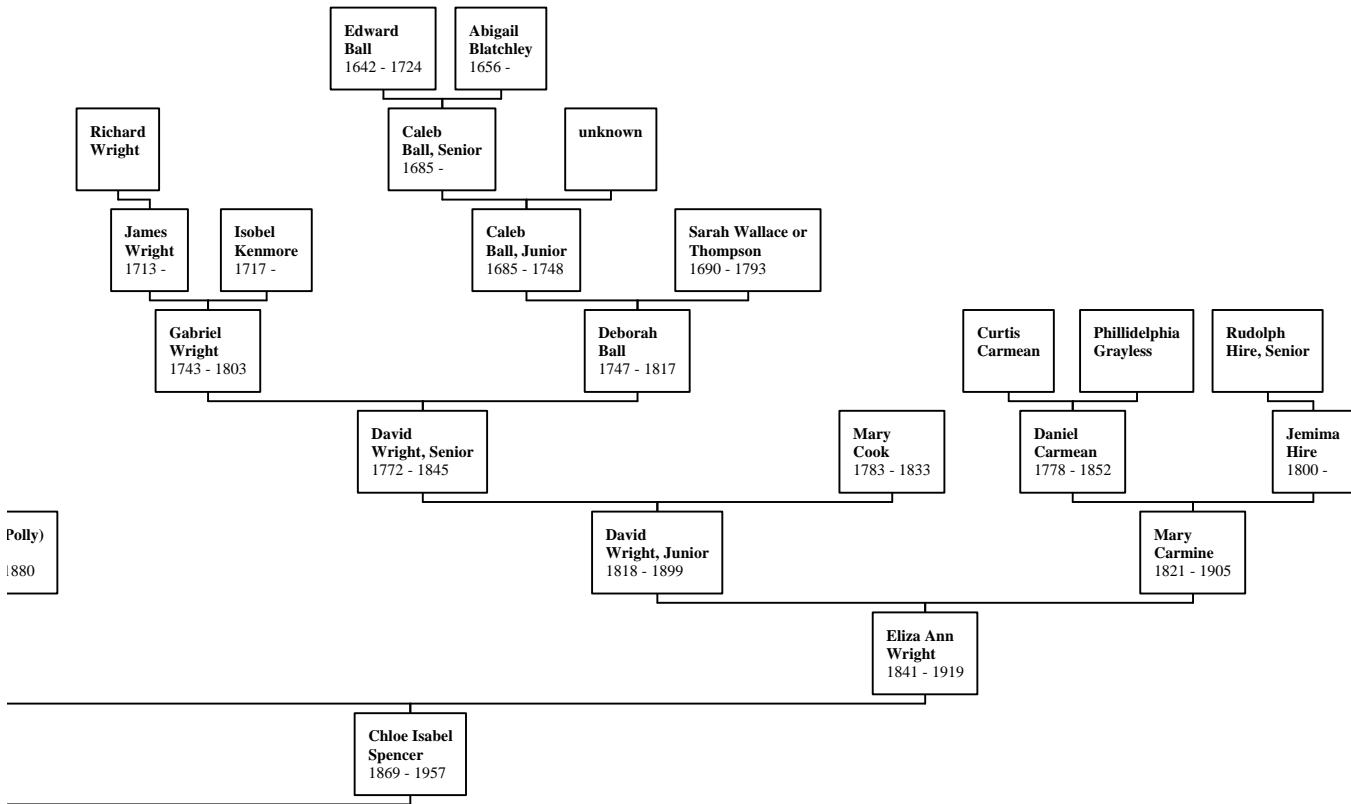 Edward
Ball
1642 - 1724
Abigail
Blatchley
1656 -
Richard
Wright
Caleb
Ball, Senior
1685 -
unknown
James
Wright
1713 -
Isobel
Kenmore
1717 -
Caleb
Ball, Junior
1685 - 1748
Sarah Wallace or
Thompson
1690 - 1793
Gabriel
Wright
1743 - 1803
Deborah
Ball
1747 - 1817
Curtis
Carmean
Phillidelphia
Grayless
Rudolph
Hire, Senior
David
Wright, Senior
1772 - 1845
Mary
Cook
1783 - 1833
Daniel
Carmean
1778 - 1852
Jemima
Hire
1800 -
Polly)
1880
David
Wright, Junior
1818 - 1899
Mary
Carmine
1821 - 1905
Eliza Ann
Wright
1841 - 1919
Chloe Isabel
Spencer
1869 - 1957